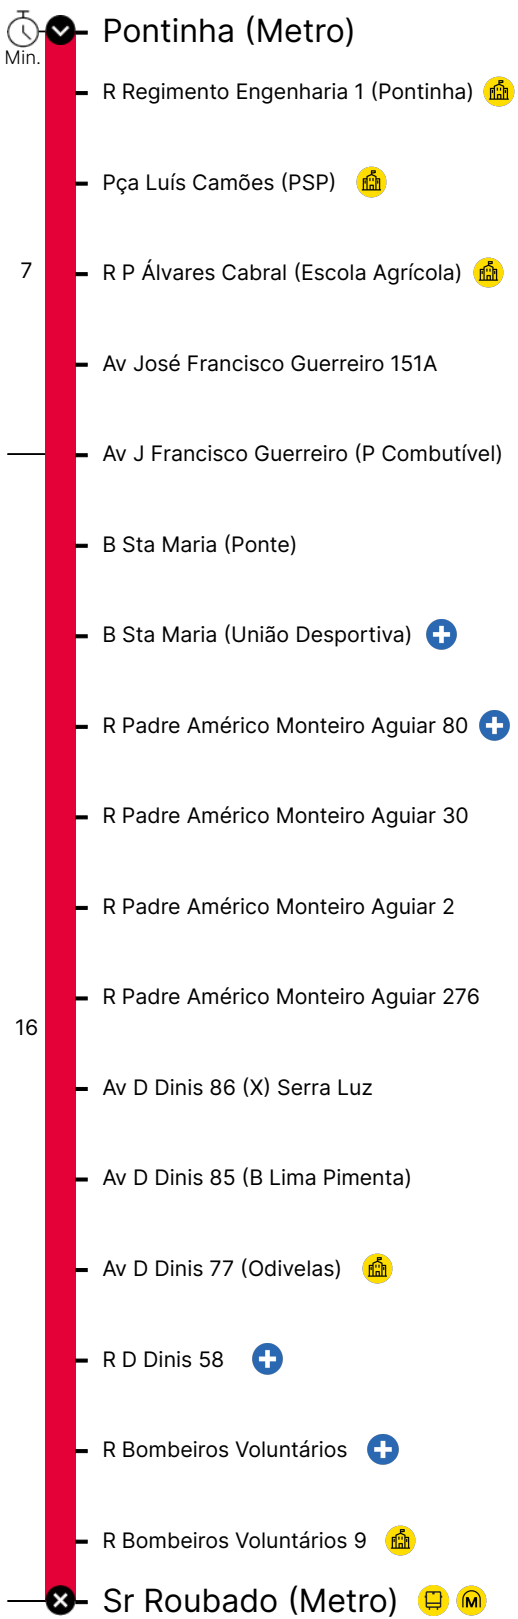 Pontinha (Metro)
Min.
R Regimento Engenharia 1 (Pontinha)
Pça Luís Camões (PSP)
7
R P Álvares Cabral (Escola Agrícola)
Av José Francisco Guerreiro 151A
Av J Francisco Guerreiro (P Combutível)
B Sta Maria (Ponte)
B Sta Maria (União Desportiva)
R Padre Américo Monteiro Aguiar 80
R Padre Américo Monteiro Aguiar 30
R Padre Américo Monteiro Aguiar 2
R Padre Américo Monteiro Aguiar 276
16
Av D Dinis 86 (X) Serra Luz
Av D Dinis 85 (B Lima Pimenta)
Av D Dinis 77 (Odivelas)
R D Dinis 58
R Bombeiros Voluntários
R Bombeiros Voluntários 9
Sr Roubado (Metro) M